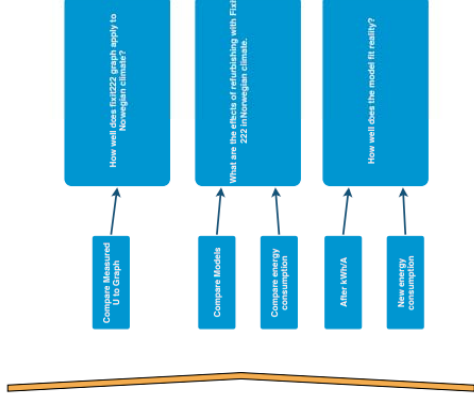 How well does fixit222 graph apply to
Norwegian climate?
What are the effects of refurbishing with Fixit
222 in Norwegian climate.
How well does the model fit reality?
Compare Measured
U to Graph
Compare Models
Compare energy
consumption
After kWh/A
New energy
consumption